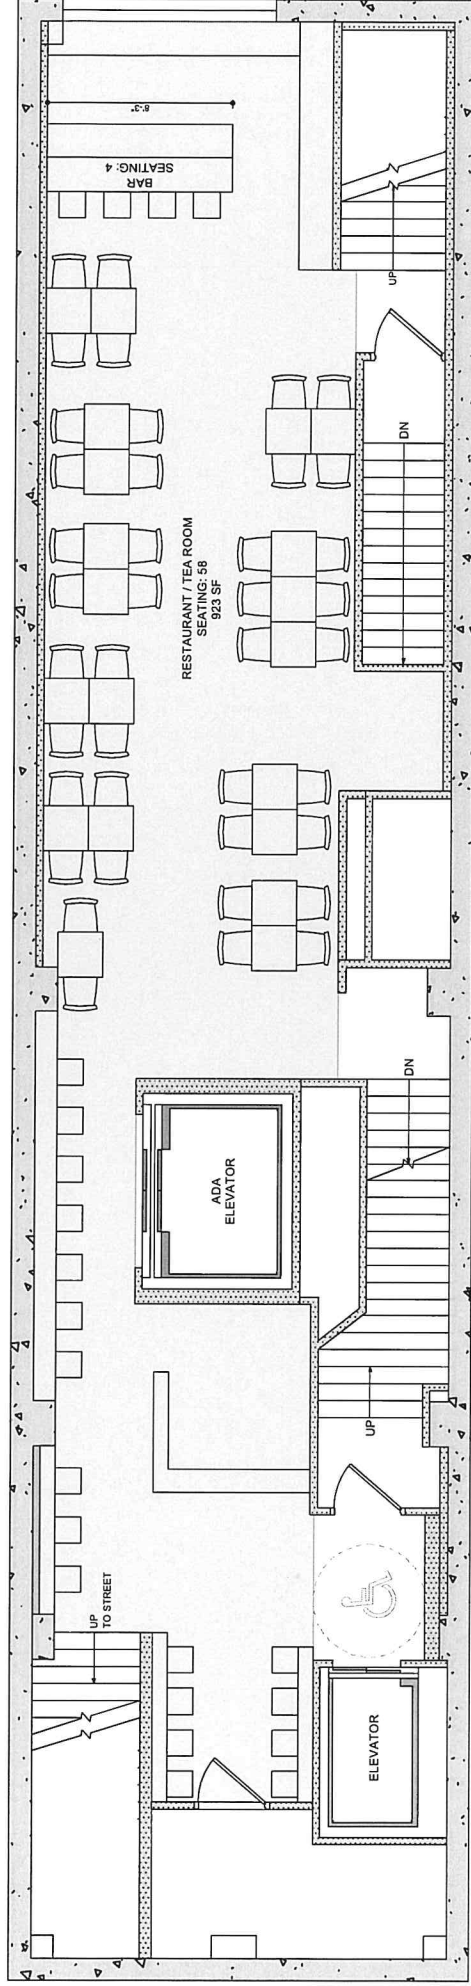 8'-3"
BAR
SEATING: 4
UP
DN
RESTAURANT / TEA ROOM
SEATING: 58
923 SF
DN
ADA
ELEVATOR
UP
UP
TO STREET
ELEVATOR